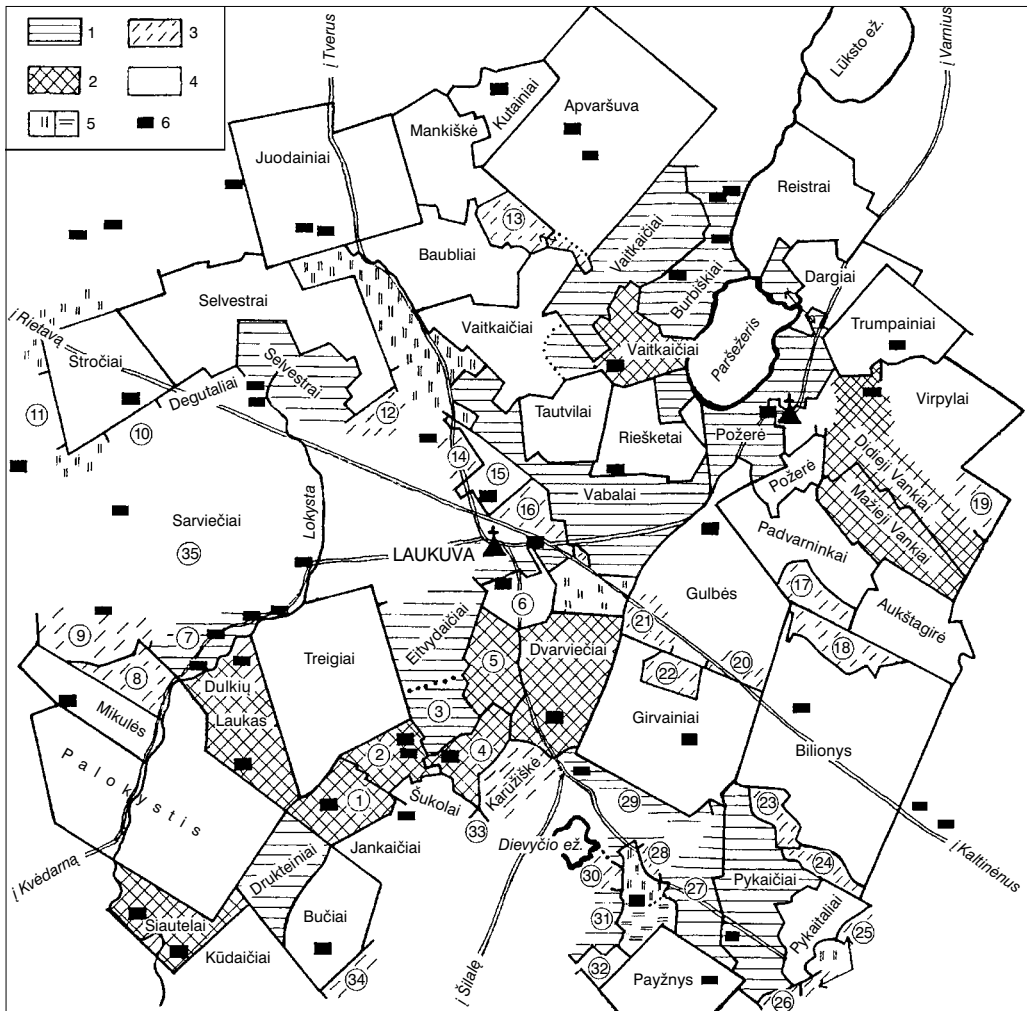 1
3
2
4
5
6
į Tverus
Lūksto ež.
į Varnius
Kutainiai
Apvaršuva
Mankiškė
Juodainiai
Reistrai
13
Vaitkaičiai
Baubliai
Burbiškiai
Dargiai
Selvestrai
į Rietavą
Vaitkaičiai
Paršežeris
Trumpainiai
Stročiai
Selvestrai
Vaitkaičiai
Degutaliai
11
12
Tautvilai
Virpyliai
10
Riešketai
Požerė
Didieji Vankiai
14
15
Vabalai
Požerė
19
Lokysta
Sarviečiai
16
Mažieji Vankiai
35
LAUKUVA
Padvarninkai
17
Gulbės
Aukštagirė
6
9
7
Eitvydaičiai
21
18
Treigiai
5
Dvarviečiai
20
8
22
Dulkių
Laukas
Mikulės
3
Girvainiai
2
4
Bilionys
Palokystis
Karūžiškė
1
Šukolai
29
23
33
Jankaičiai
Dievyčio ež.
į Kvėdarną
Drukteiniai
28
24
į Kaltinėnus
30
27
Pykaičiai
Bučiai
31
Pykaitaliai
Siautelai
25
Kūdaičiai
32
34
Payžnys
į Šilalę
26